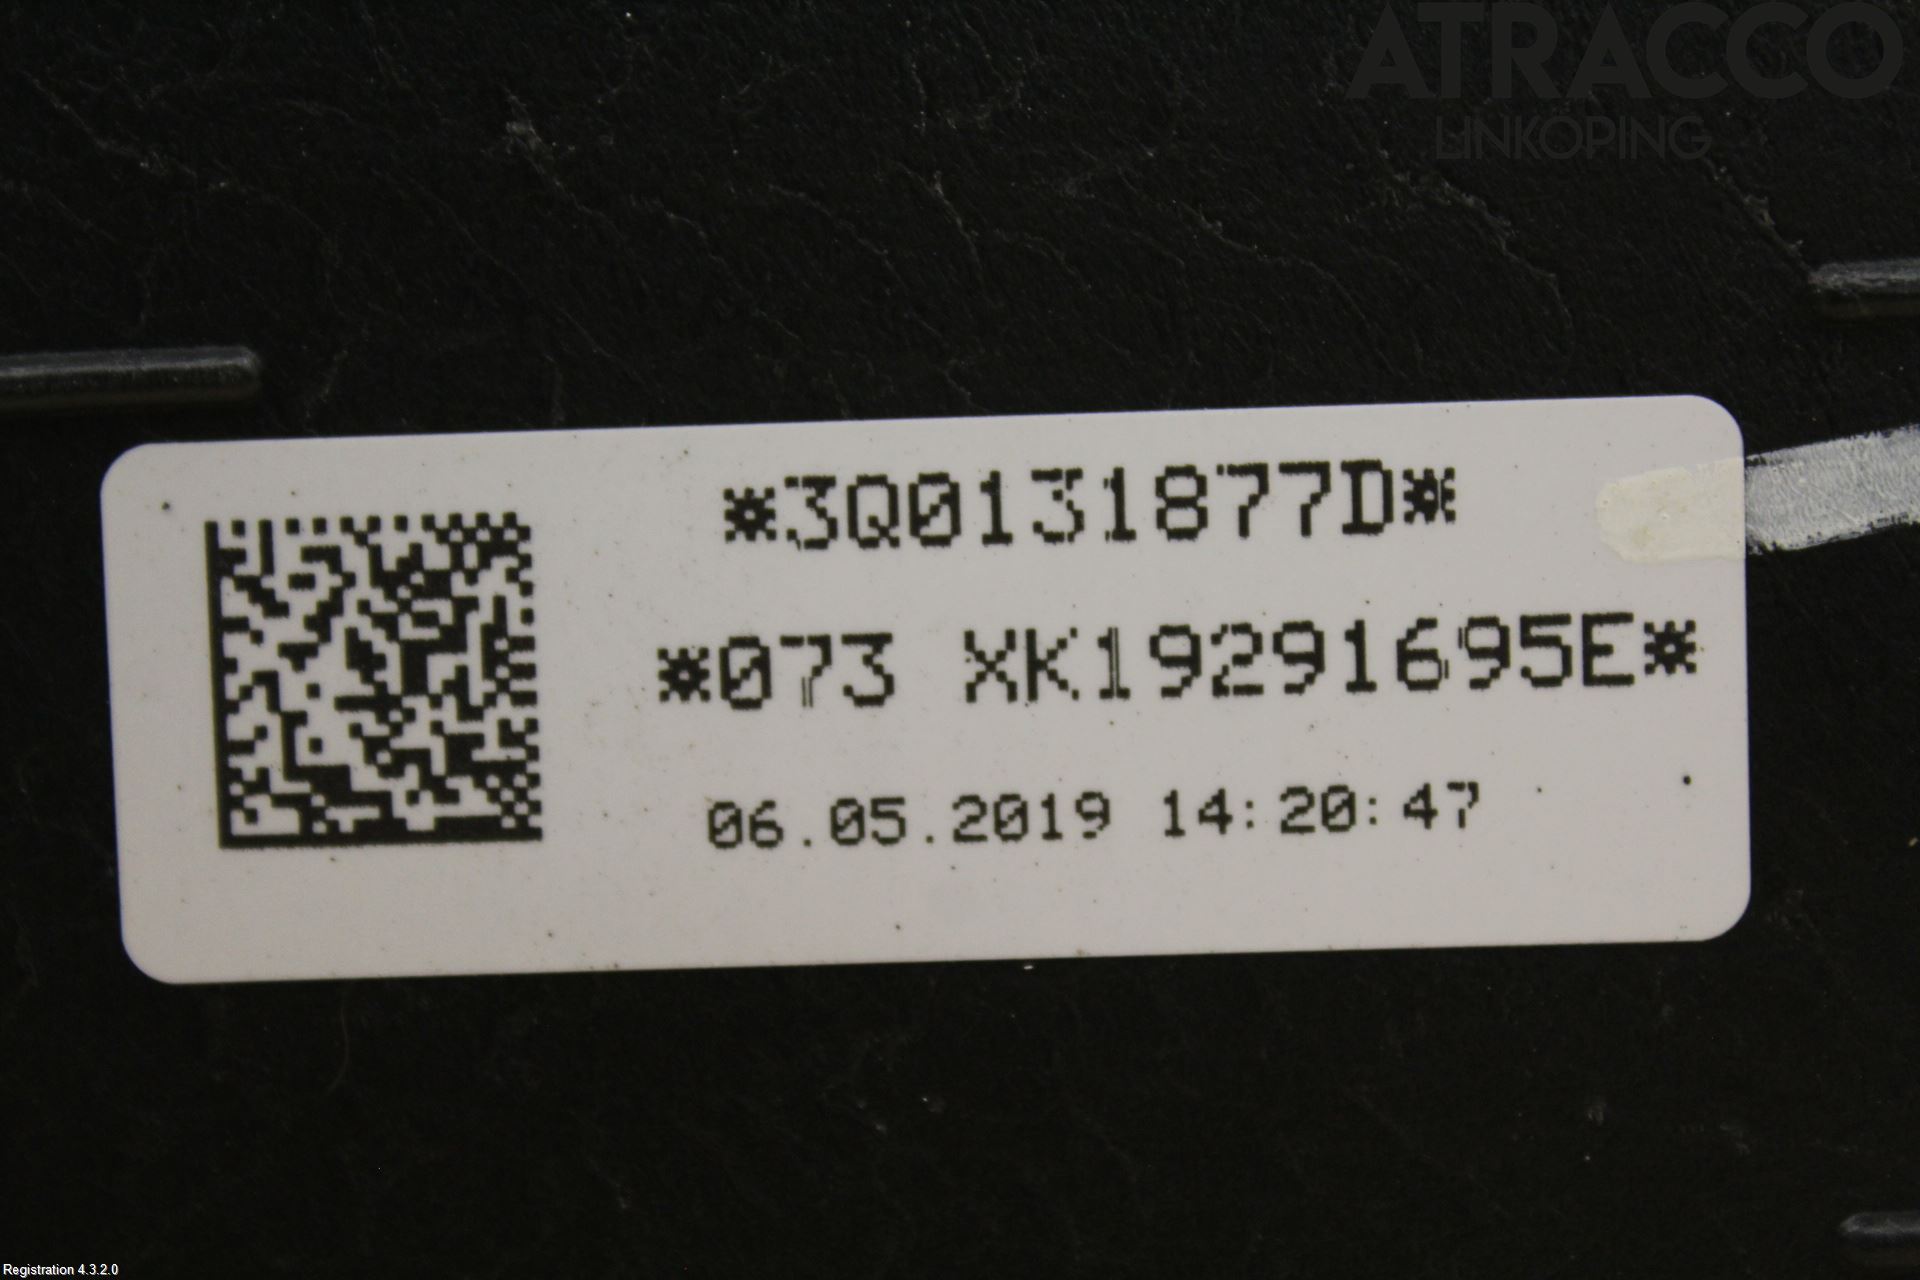 ATRACCO
LINKÖPING
*3Q0131877D*
*073 XK19291695E*
06.05.2019 14:20:47
Registration 4.3.2.0